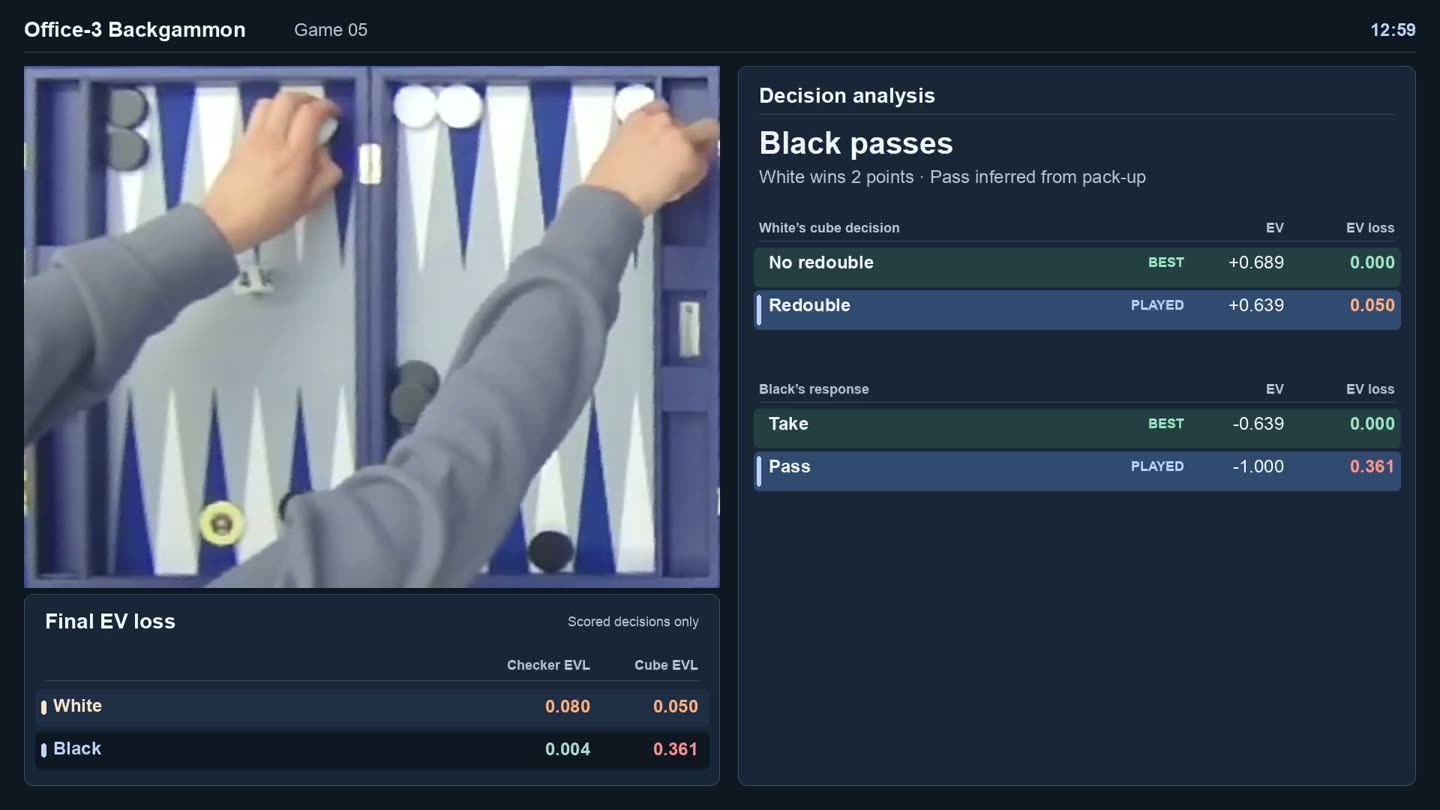 Office-3 Backgammon Game 05 12:59
Decision analysis
Black passes
White wins 2 points · Pass inferred from pack-up
White's cube decision EV EV loss
No redouble BEST +0.689 0.000
Redouble PLAYED +0.639 0.050
Black's response EV EV loss
Take BEST -0.639 0.000
Pass PLAYED -1.000 0.361
Final EV loss Scored decisions only
Checker EVL Cube EVL
White 0.080 0.050
Black 0.004 0.361